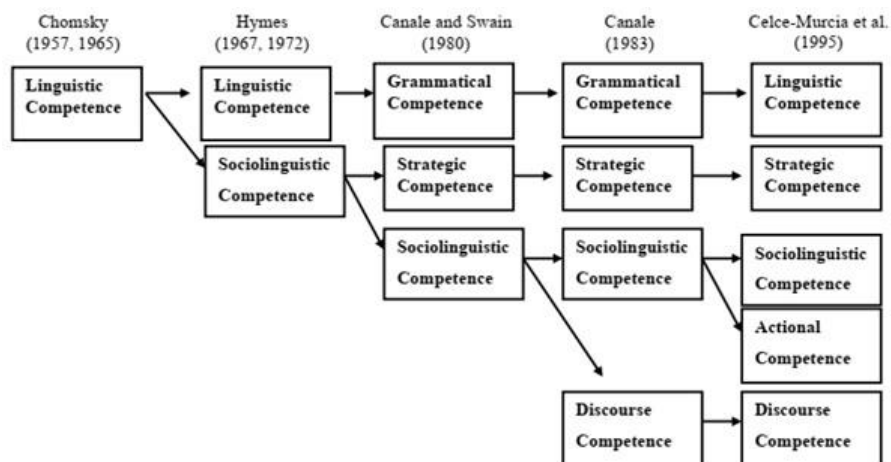 Chomsky
(1957, 1965)
Hymes
(1967, 1972)
Canale and Swain
(1980)
Canale
(1983)
Celce-Murcia et al.
(1995)
Linguistic
Competence
Linguistic
Competence
Grammatical
Competence
Grammatical
Competence
Linguistic
Competence
Sociolinguistic
Competence
Strategic
Competence
Strategic
Competence
Strategic
Competence
Sociolinguistic
Competence
Sociolinguistic
Competence
Sociolinguistic
Competence
Actional
Competence
Discourse
Competence
Discourse
Competence